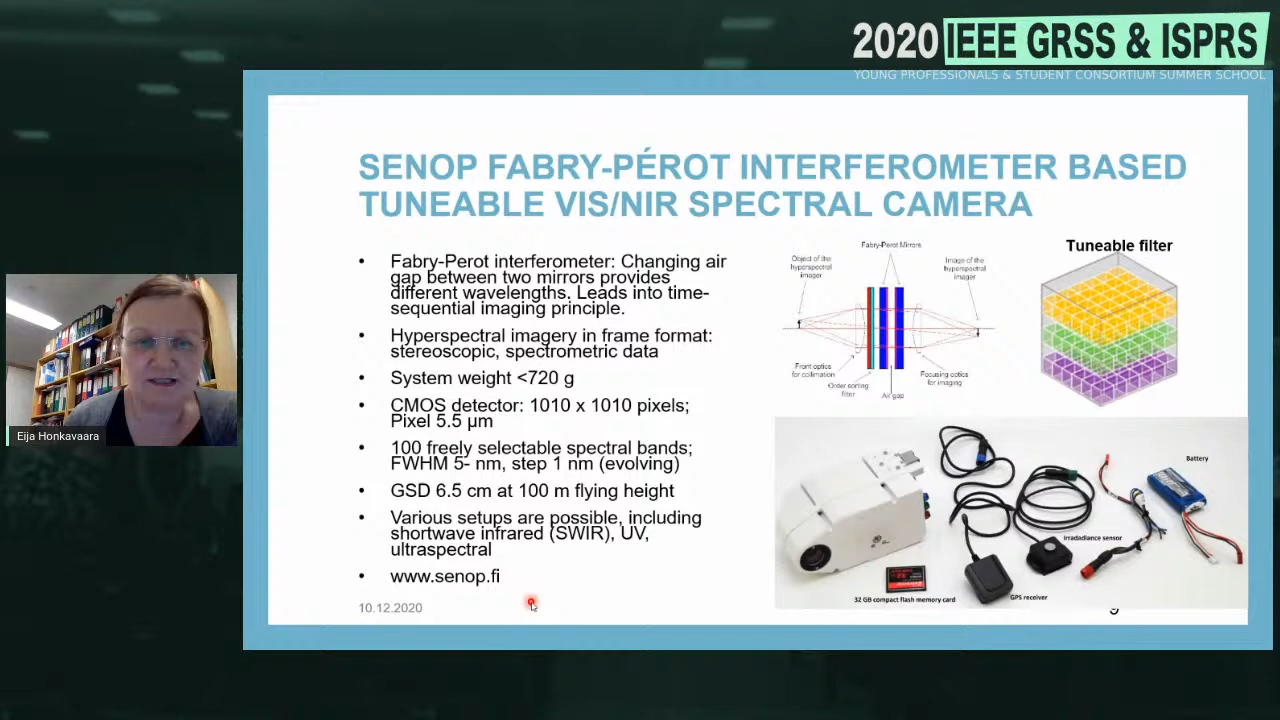 2020 IEEE GRSS & ISPRS
YOUNG PROFESSIONALS & STUDENT CONSORTIUM SUMMER SCHOOL
SENOP FABRY-PÉROT INTERFEROMETER BASED
TUNEABLE VIS/NIR SPECTRAL CAMERA
• Fabry-Perot interferometer: Changing air
gap between two mirrors provides
different wavelengths. Leads into time-
sequential imaging principle.
• Hyperspectral imagery in frame format:
stereoscopic, spectrometric data
• System weight <720 g
• CMOS detector: 1010 x 1010 pixels;
Pixel 5.5 µm
• 100 freely selectable spectral bands;
FWHM 5- nm, step 1 nm (evolving)
• GSD 6.5 cm at 100 m flying height
• Various setups are possible, including
shortwave infrared (SWIR), UV,
ultraspectral
• www.senop.fi
10.12.2020
Fabry-Perot Mirrors
Object of the
hyperspectral
imager
Image of the
hyperspectral
imager
Front optics
for collimation
Order sorting
filter
Air gap
Focusing optics
for imaging
Tuneable filter
Battery
Irradadiance sensor
32 GB compact flash memory card
GPS receiver
9
Eija Honkavaara